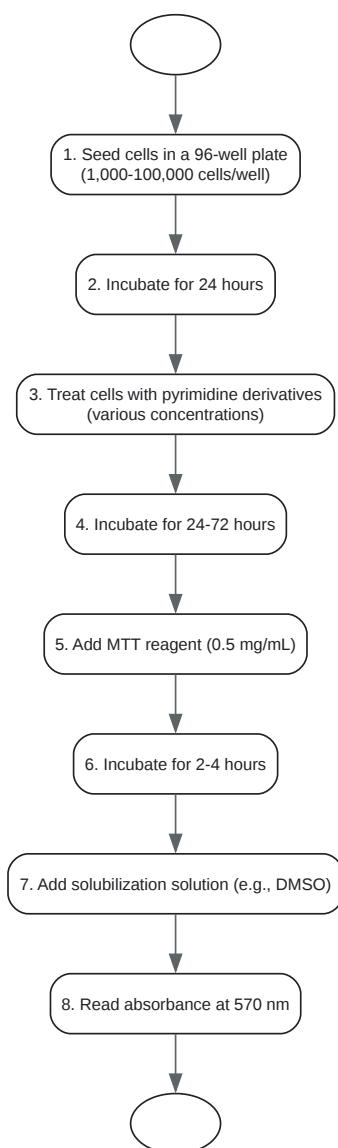 1. Seed cells in a 96-well plate
(1,000-100,000 cells/well)
2. Incubate for 24 hours
3. Treat cells with pyrimidine derivatives
(various concentrations)
4. Incubate for 24-72 hours
5. Add MTT reagent (0.5 mg/mL)
6. Incubate for 2-4 hours
7. Add solubilization solution (e.g., DMSO)
8. Read absorbance at 570 nm